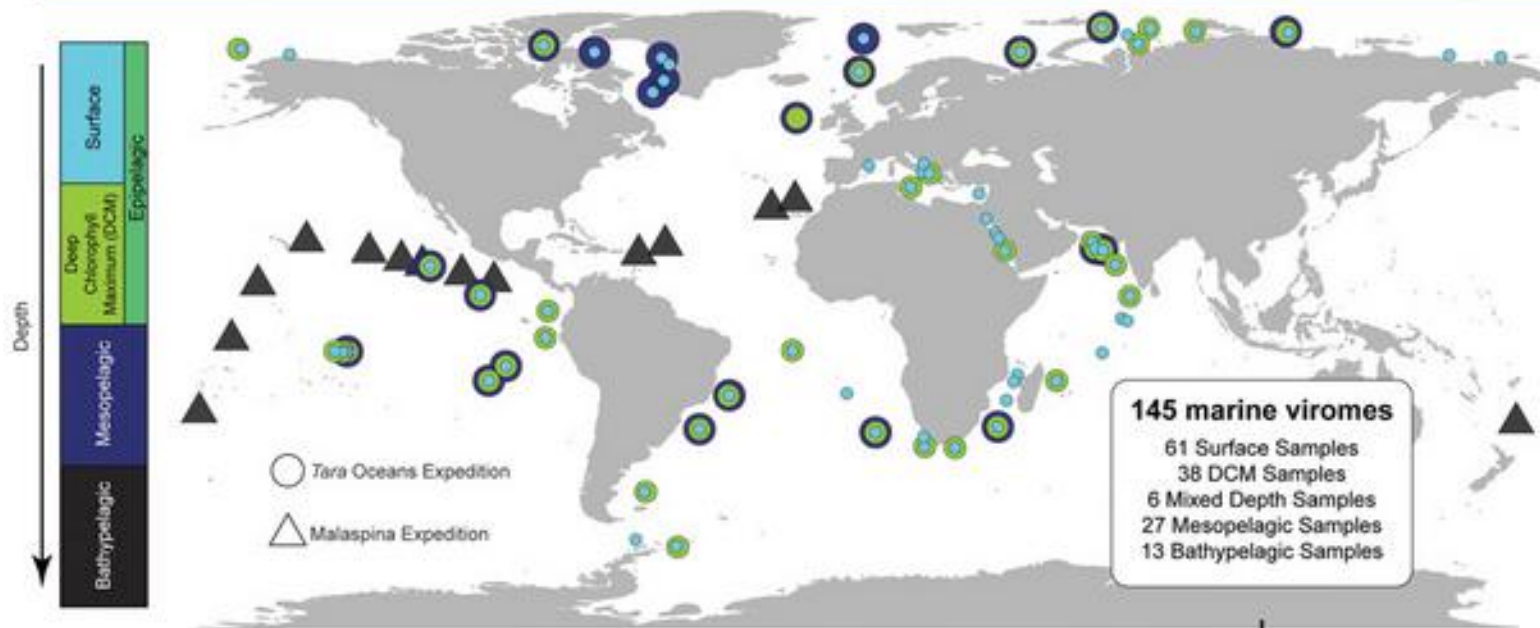 Depth
Surface
Deep
Chlorophyll
Maximum (DCM)
Epipelagic
Mesopelagic
Bathypelagic
Tara Oceans Expedition
Malaspina Expedition
145 marine viromes
61 Surface Samples
38 DCM Samples
6 Mixed Depth Samples
27 Mesopelagic Samples
13 Bathypelagic Samples